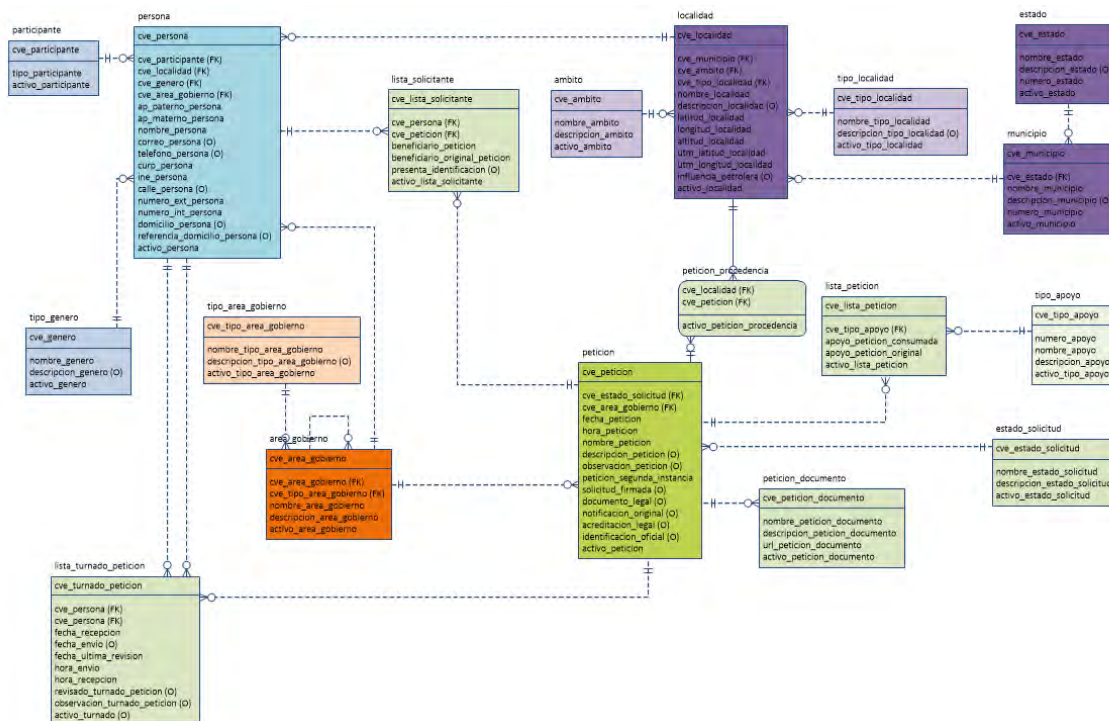 participante
cve_participante
tipo_participante
activo_participante
persona
cve_persona
cve_participante (FK)
cve_localidad (FK)
cve_genero (FK)
cve_area_gobierno (FK)
ap_paterno_persona
ap_materno_persona
nombre_persona
correo_persona (O)
telefono_persona (O)
curp_persona
ine_persona
calle_persona (O)
numero_ext_persona
numero_int_persona
domicilio_persona (O)
referencia_domicilio_persona (O)
activo_persona
lista_solicitante
cve_lista_solicitante
cve_persona (FK)
cve_peticion (FK)
beneficiario_peticion
beneficiario_original_peticion
presenta_identificacion (O)
activo_lista_solicitante
ambito
cve_ambito
nombre_ambito
descripcion_ambito
activo_ambito
localidad
cve_localidad
cve_municipio (FK)
cve_ambito (FK)
cve_tipo_localidad (FK)
nombre_localidad
descripcion_localidad (O)
latitud_localidad
longitud_localidad
altitud_localidad
utm_latitud_localidad
utm_longitud_localidad
influencia_petrolera (O)
activo_localidad
tipo_localidad
cve_tipo_localidad
nombre_tipo_localidad
descripcion_tipo_localidad (O)
activo_tipo_localidad
estado
cve_estado
nombre_estado
descripcion_estado (O)
numero_estado
activo_estado
municipio
cve_municipio
cve_estado (FK)
nombre_municipio
descripcion_municipio (O)
numero_municipio
activo_municipio
tipo_genero
cve_genero
nombre_genero
descripcion_genero (O)
activo_genero
tipo_area_gobierno
cve_tipo_area_gobierno
nombre_tipo_area_gobierno
descripcion_tipo_area_gobierno (O)
activo_tipo_area_gobierno
peticion_procedencia
cve_localidad (FK)
cve_peticion (FK)
activo_peticion_procedencia
lista_peticion
cve_lista_peticion
cve_tipo_apoyo (FK)
apoyo_peticion_consumada
apoyo_peticion_original
activo_lista_peticion
tipo_apoyo
cve_tipo_apoyo
numero_apoyo
nombre_apoyo
descripcion_apoyo
activo_tipo_apoyo
area_gobierno
cve_area_gobierno
cve_area_gobierno (FK)
cve_tipo_area_gobierno (FK)
nombre_area_gobierno
descripcion_area_gobierno
activo_area_gobierno
peticion
cve_peticion
cve_estado_solicitud (FK)
cve_area_gobierno (FK)
fecha_peticion
hora_peticion
nombre_peticion
descripcion_peticion (O)
observacion_peticion (O)
peticion_segunda_instancia
solicitud_firmada (O)
documento_legal (O)
notificacion_original (O)
acreditacion_legal (O)
identificacion_oficial (O)
activo_peticion
estado_solicitud
cve_estado_solicitud
nombre_estado_solicitud
descripcion_estado_solicitud
activo_estado_solicitud
peticion_documento
cve_peticion_documento
nombre_peticion_documento
descripcion_peticion_documento
url_peticion_documento
activo_peticion_documento
lista_turnado_peticion
cve_turnado_peticion
cve_persona (FK)
cve_persona (FK)
fecha_recepcion
fecha_envio (O)
fecha_ultima_revision
hora_envio
hora_recepcion
revisado_turnado_peticion (O)
observacion_turnado_peticion (O)
activo_turnado (O)